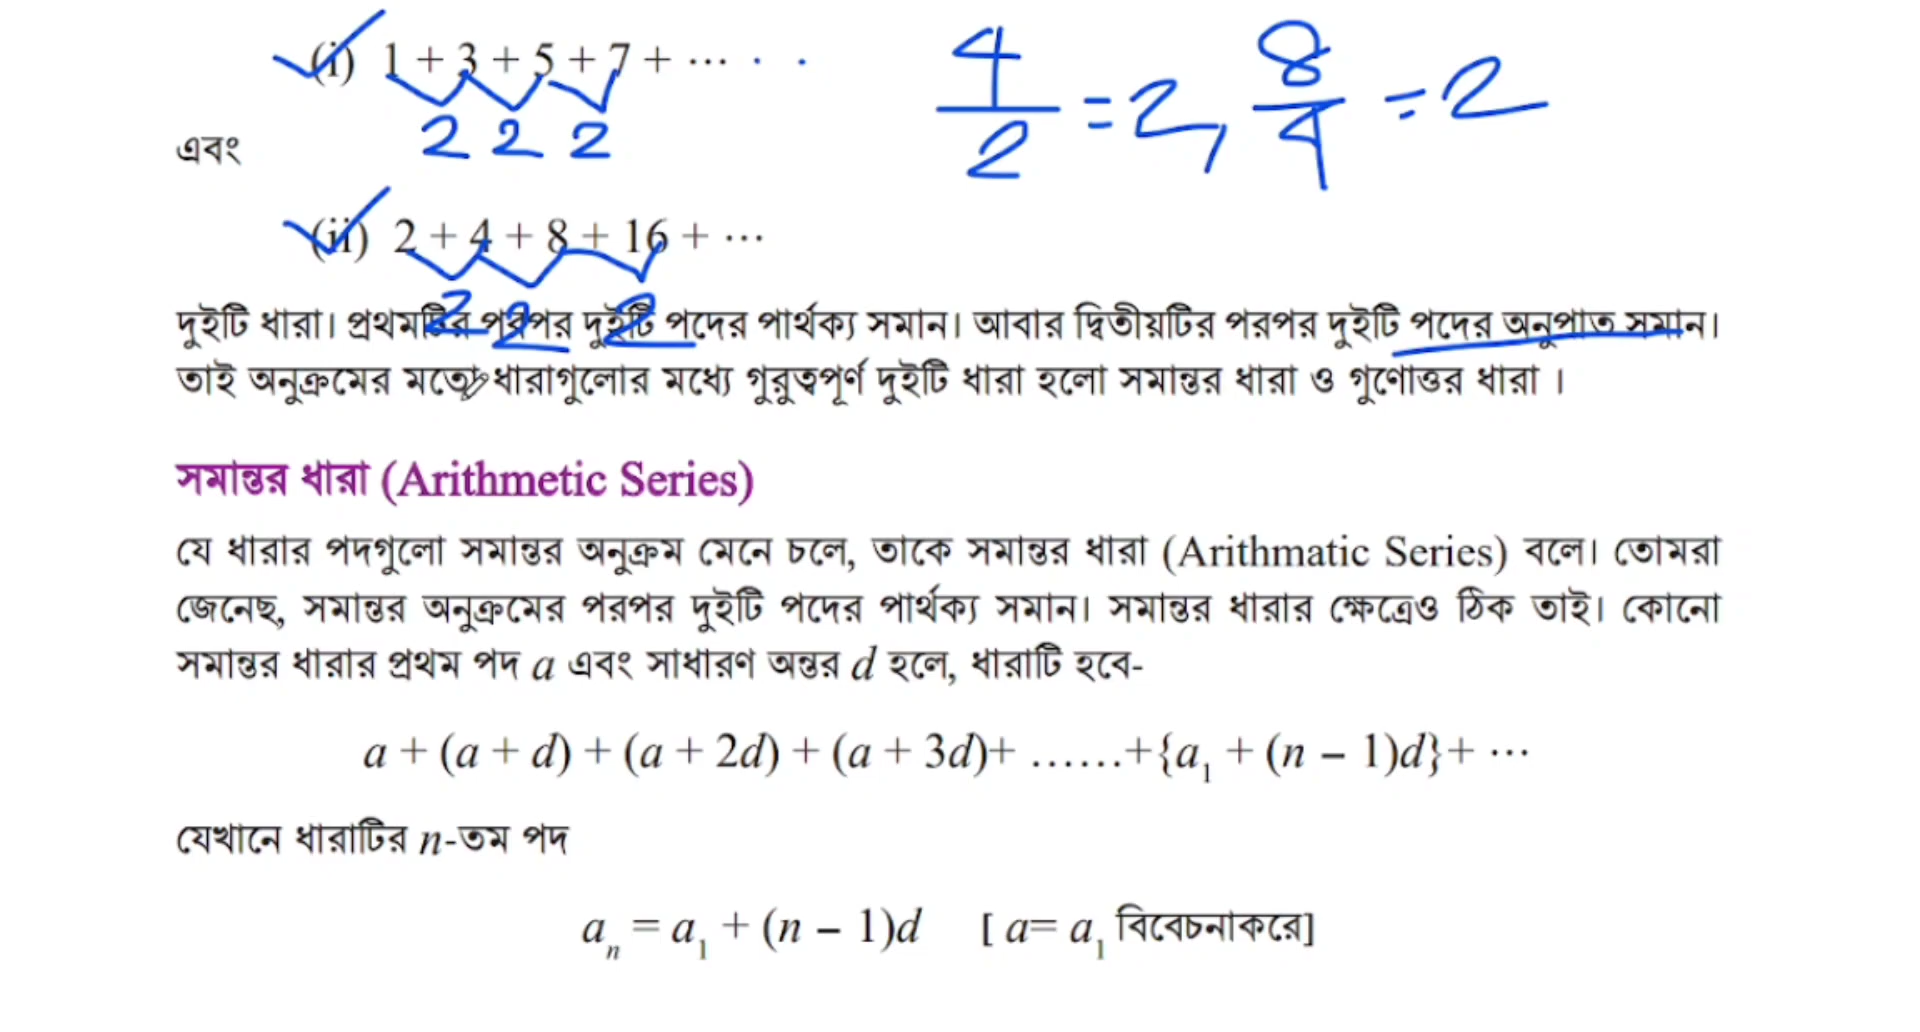 (i) 1 + 3 + 5 + 7 + ··· · ·
2 2 2
4/2 = 2, 8/4 = 2
এবং
(ii) 2 + 4 + 8 + 16 + ···
2 2 2
দুইটি ধারা। প্রথমটির পরপর দুইটি পদের পার্থক্য সমান। আবার দ্বিতীয়টির পরপর দুইটি পদের অনুপাত সমান।
তাই অনুক্রমের মতো ধারাগুলোর মধ্যে গুরুত্বপূর্ণ দুইটি ধারা হলো সমান্তর ধারা ও গুণোত্তর ধারা ।
সমান্তর ধারা (Arithmetic Series)
যে ধারার পদগুলো সমান্তর অনুক্রম মেনে চলে, তাকে সমান্তর ধারা (Arithmatic Series) বলে। তোমরা
জেনেছ, সমান্তর অনুক্রমের পরপর দুইটি পদের পার্থক্য সমান। সমান্তর ধারার ক্ষেত্রেও ঠিক তাই। কোনো
সমান্তর ধারার প্রথম পদ a এবং সাধারণ অন্তর d হলে, ধারাটি হবে-
a + (a + d) + (a + 2d) + (a + 3d)+ ......+{a₁ + (n – 1)d}+ ···
যেখানে ধারাটির n-তম পদ
aₙ = a₁ + (n – 1)d [ a= a₁ বিবেচনাকরে]